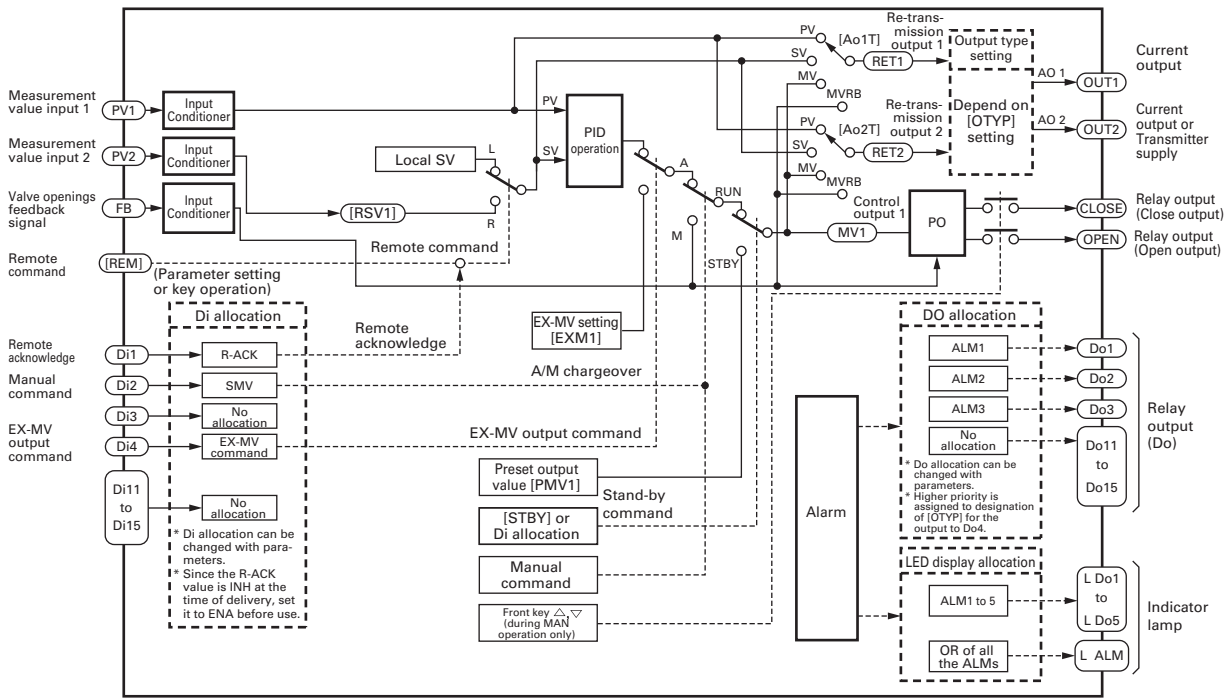 Measurement
value input 1
PV1
Input
Conditioner
Measurement
value input 2
PV2
Input
Conditioner
Valve openings
feedback
signal
FB
Input
Conditioner
[RSV1]
Local SV
L
R
Remote
command
[REM]
(Parameter setting
or key operation)
Remote command
PV
SV
PID
operation
A
M
RUN
STBY
PV
[Ao1T]
SV
MV
MVRB
Re-trans-
mission
output 1
RET1
PV
[Ao2T]
SV
MV
MVRB
Re-trans-
mission
output 2
RET2
Output type
setting
Depend on
[OTYP]
setting
AO 1
AO 2
OUT1
OUT2
Current
output
Current
output or
Transmitter
supply
Control
output 1
MV1
PO
CLOSE
OPEN
Relay output
(Close output)
Relay output
(Open output)
Di allocation
Remote
acknowledge
Di1
R-ACK
Remote
acknowledge
Manual
command
Di2
SMV
A/M chargeover
Di3
No
allocation
EX-MV
output
command
Di4
EX-MV
command
EX-MV output command
Di11
to
Di15
No
allocation
* Di allocation can be
changed with para-
meters.
* Since the R-ACK
value is INH at the
time of delivery, set
it to ENA before use.
EX-MV setting
[EXM1]
Preset output
value [PMV1]
Stand-by
command
[STBY] or
Di allocation
Manual
command
Front key △, ▽
(during MAN
operation only)
Alarm
DO allocation
ALM1
Do1
ALM2
Do2
ALM3
Do3
No
allocation
Do11
to
Do15
* Do allocation can be
changed with
parameters.
* Higher priority is
assigned to designation
of [OTYP] for the
output to Do4.
Relay
output
(Do)
LED display allocation
ALM1 to 5
L Do1
to
L Do5
OR of all
the ALMs
L ALM
Indicator
lamp